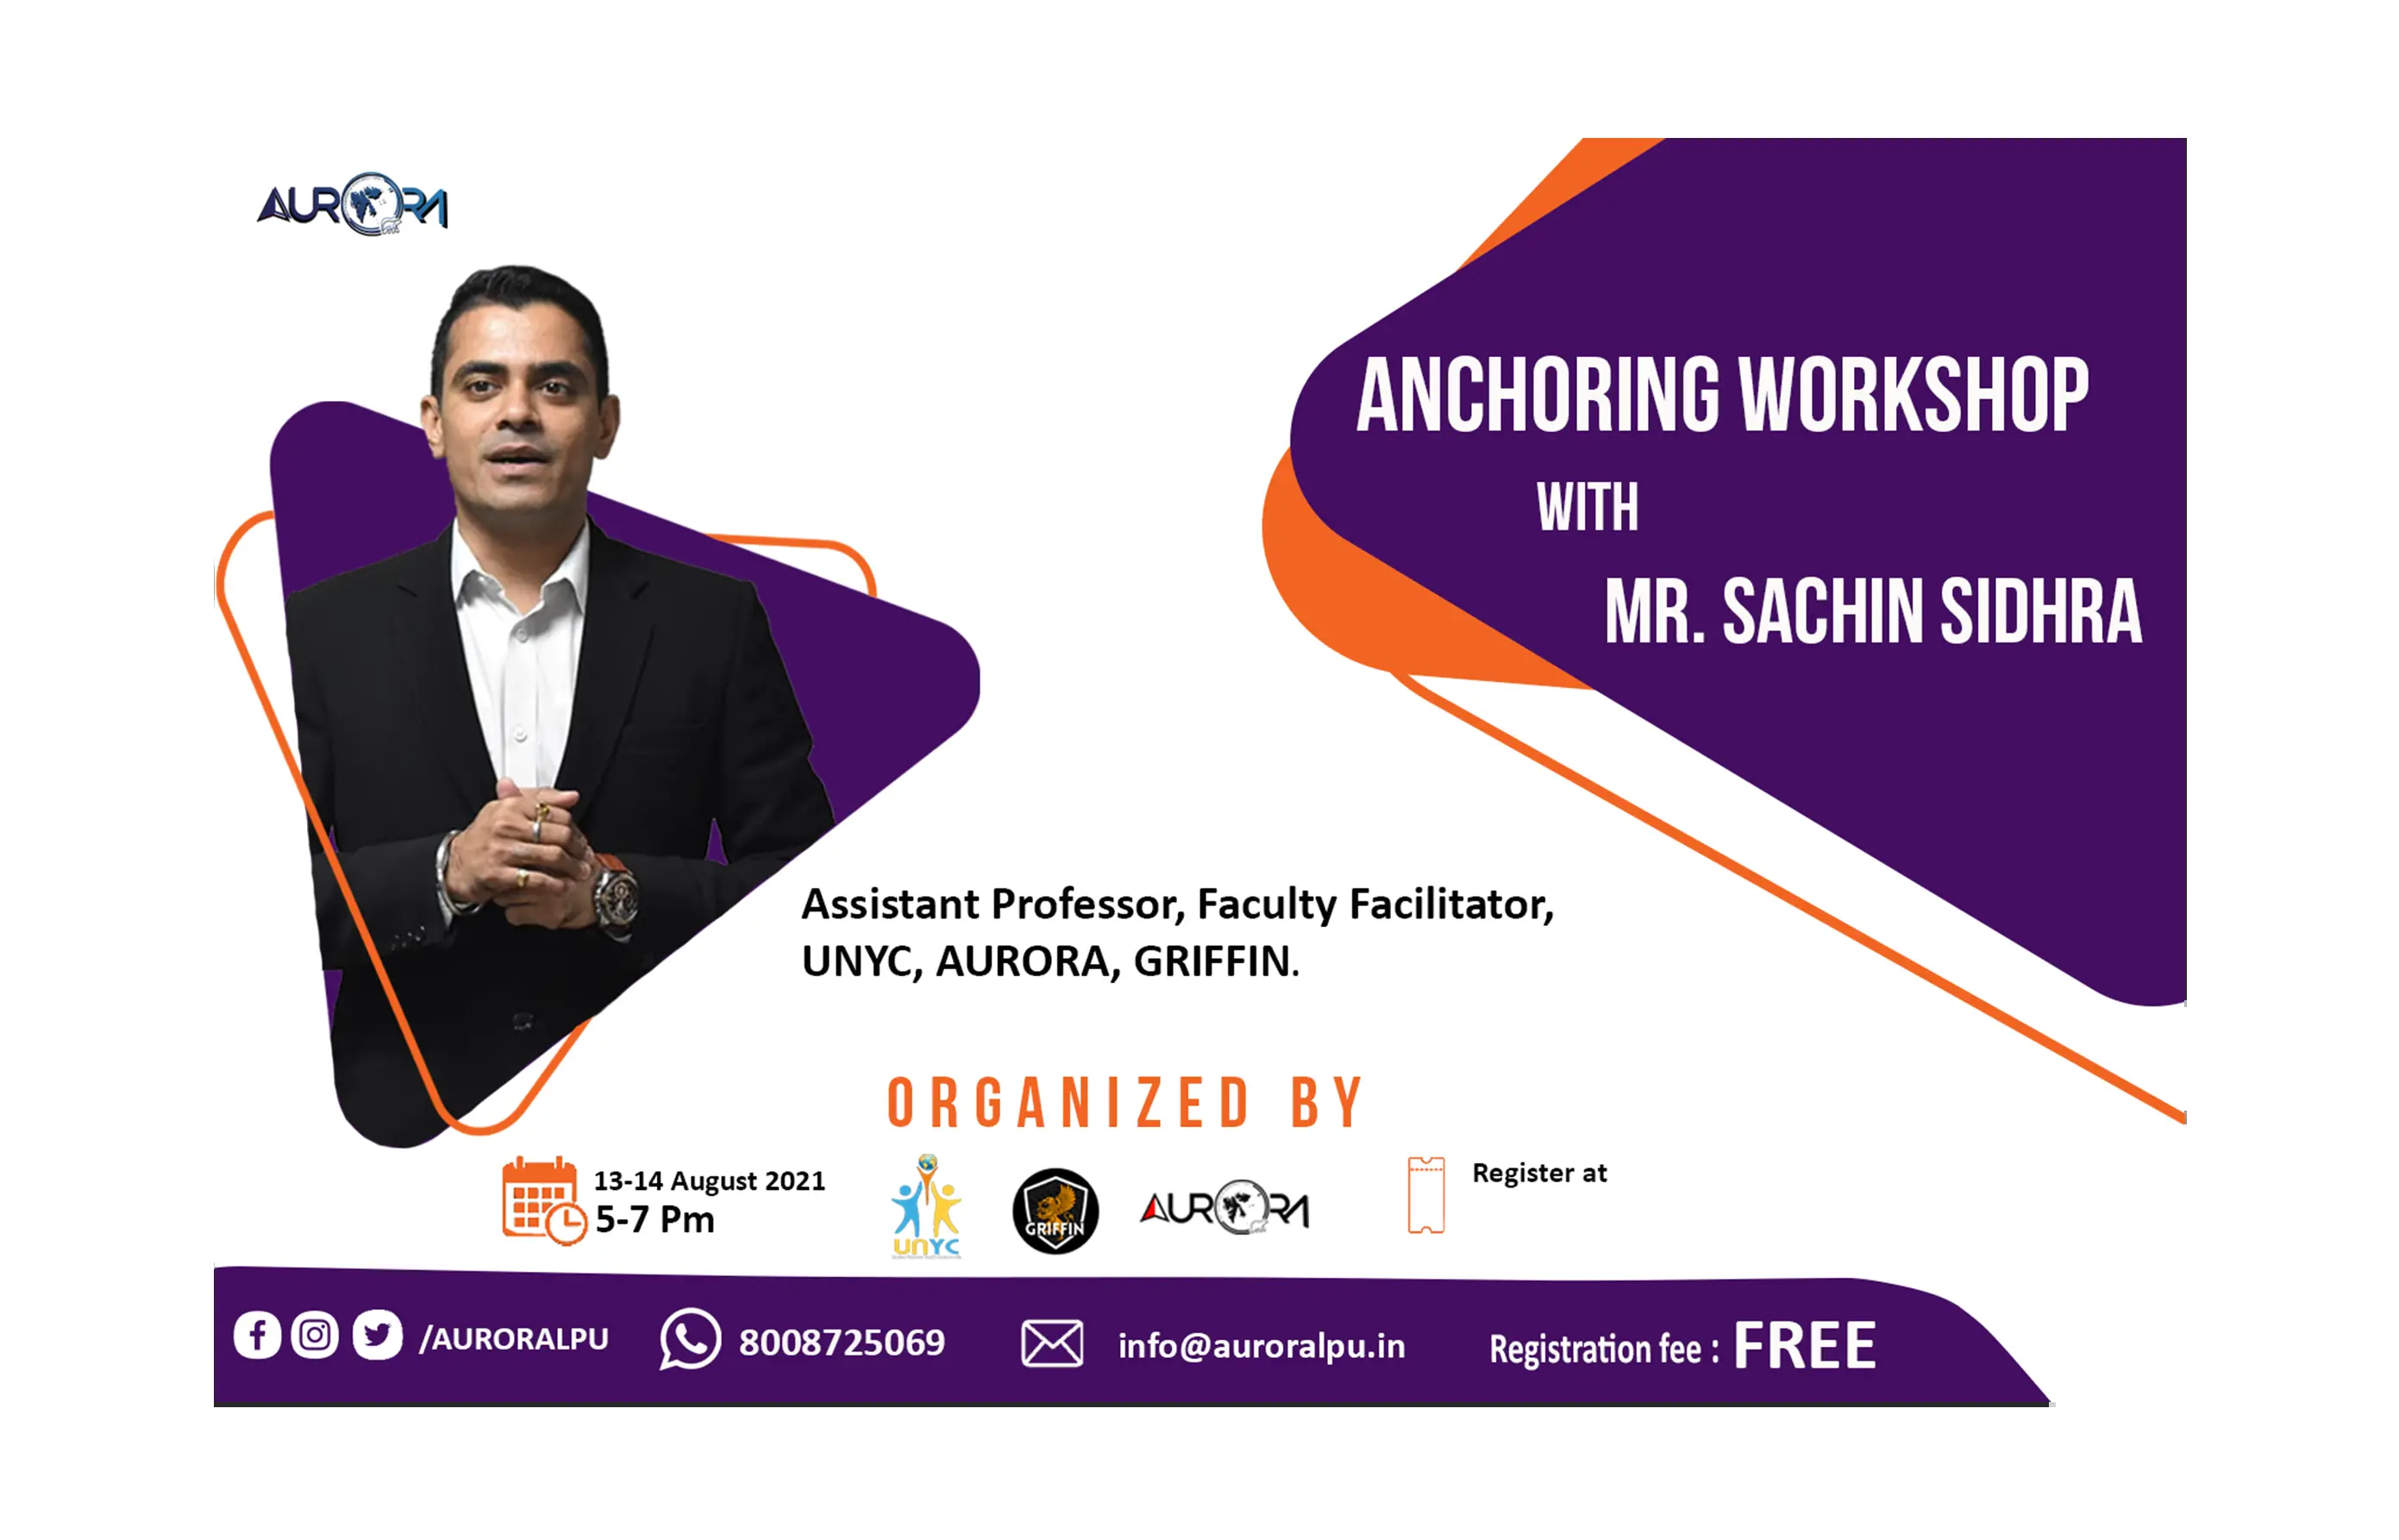 AURORA
ANCHORING WORKSHOP
WITH
MR. SACHIN SIDHRA
Assistant Professor, Faculty Facilitator,
UNYC, AURORA, GRIFFIN.
ORGANIZED BY
13-14 August 2021
5-7 Pm
UNYC
GRIFFIN
AURORA
Register at
/AURORALPU
8008725069
info@auroralpu.in
Registration fee : FREE